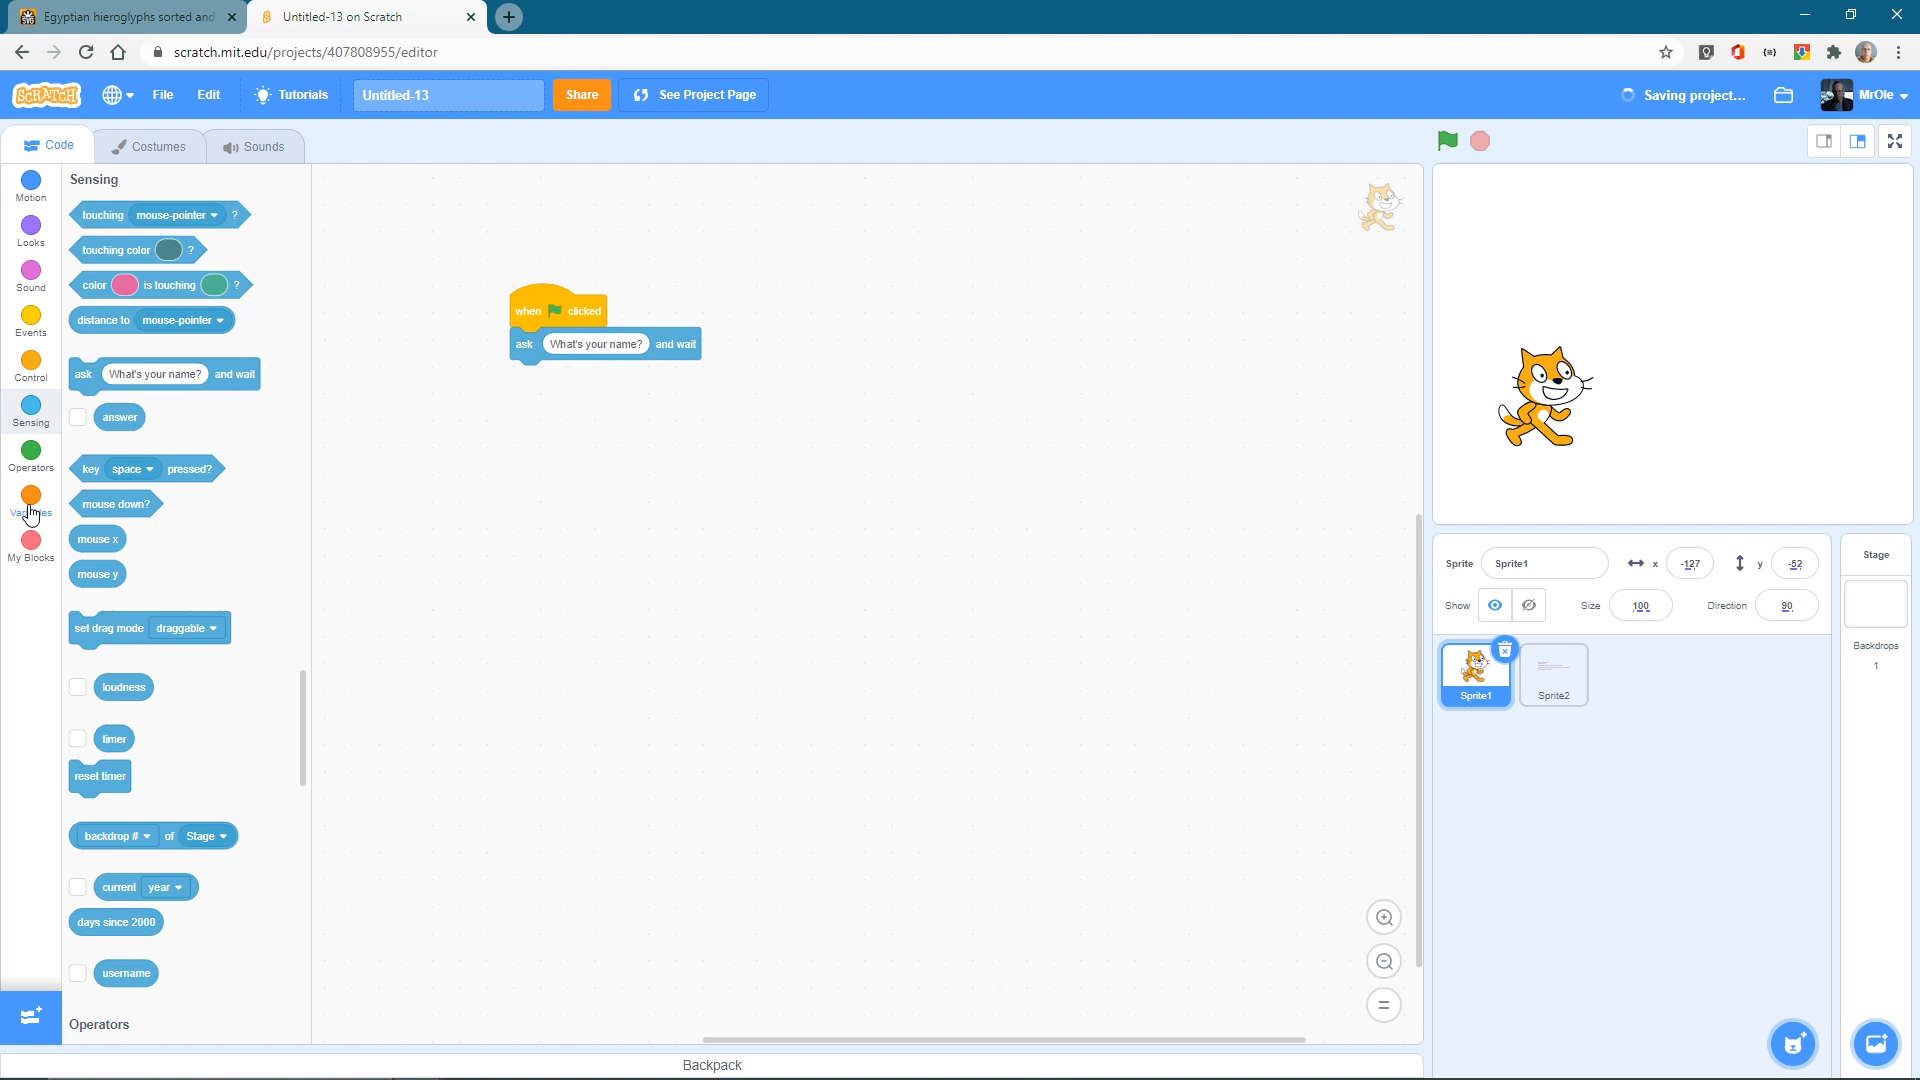 Egyptian hieroglyphs sorted and
Untitled-13 on Scratch
scratch.mit.edu/projects/407808955/editor
SCRATCH
File
Edit
Tutorials
Untitled-13
Share
See Project Page
Saving project...
MrOle
Code
Costumes
Sounds
Motion
Looks
Sound
Events
Control
Sensing
Operators
My Blocks
Sensing
touching mouse-pointer ?
touching color ?
color is touching ?
distance to mouse-pointer
ask What's your name? and wait
answer
key space pressed?
mouse down?
mouse x
mouse y
set drag mode draggable
loudness
timer
reset timer
backdrop # of Stage
current year
days since 2000
username
Operators
when clicked
ask What's your name? and wait
Sprite Sprite1 x -127 y -52
Show Size 100 Direction 90
Sprite1
Sprite2
Stage
Backdrops
1
Backpack